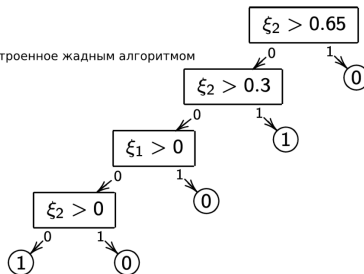 ξ₂ > 0.65
троенное жадным алгоритмом
0 1
ξ₂ > 0.3 0
0 1
ξ₁ > 0 1
0 1
ξ₂ > 0 0
0 1
1 0